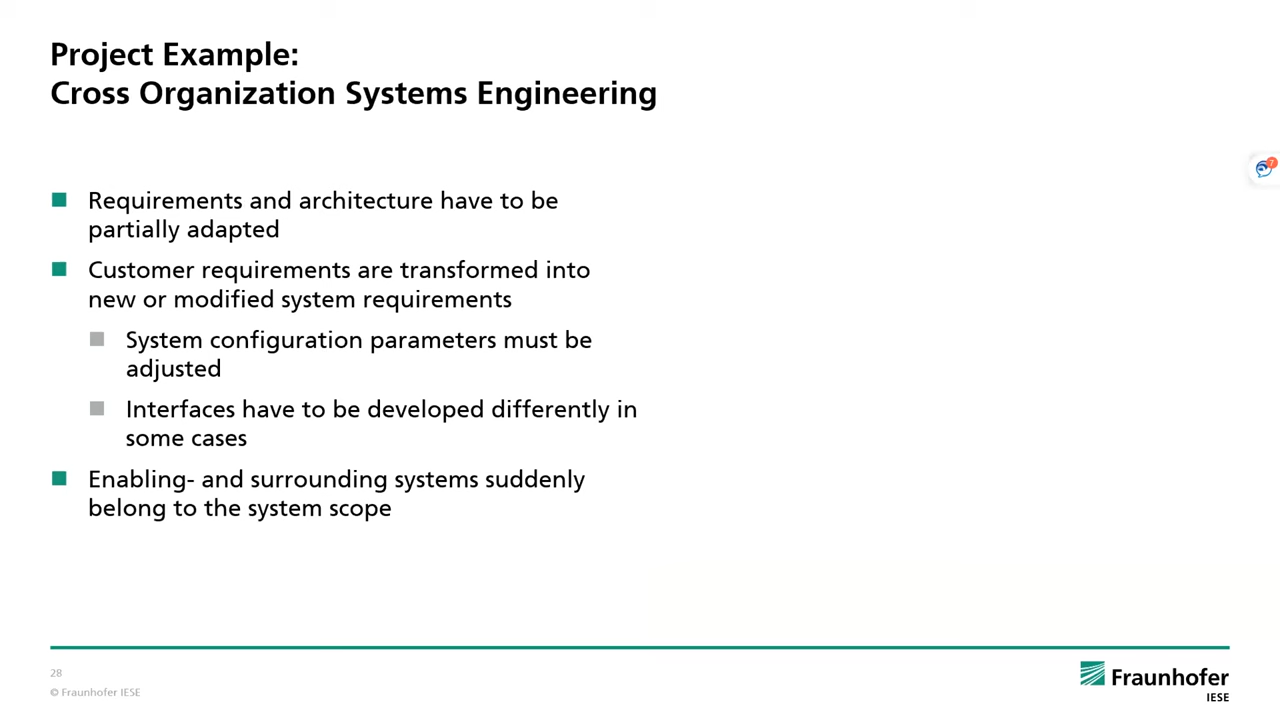 Project Example:
Cross Organization Systems Engineering
7
Requirements and architecture have to be
partially adapted
Customer requirements are transformed into
new or modified system requirements
System configuration parameters must be
adjusted
Interfaces have to be developed differently in
some cases
Enabling- and surrounding systems suddenly
belong to the system scope
28
© Fraunhofer IESE
Fraunhofer
IESE